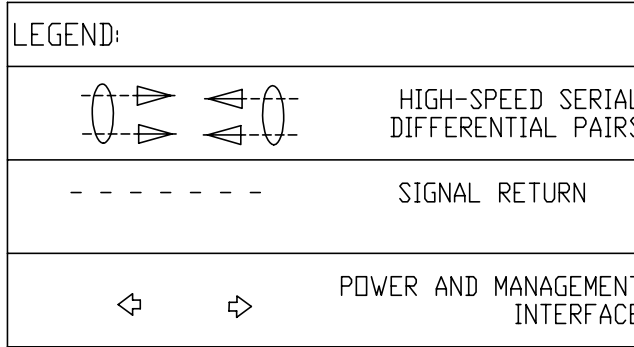 LEGEND:
HIGH-SPEED SERIAL
DIFFERENTIAL PAIRS
SIGNAL RETURN
POWER AND MANAGEMENT
INTERFACE